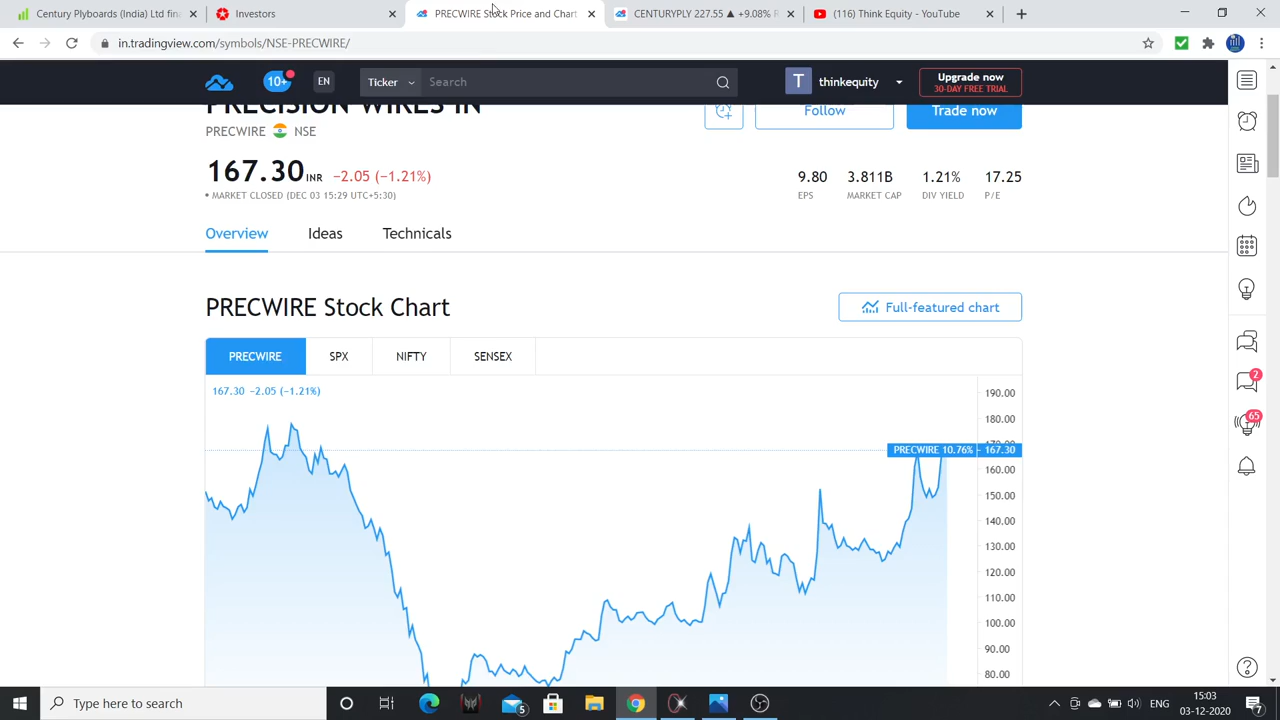 Century Plyboards (India) Ltd fina
Investors
PRECWIRE Stock Price and Chart
CENTURYPLY 227.55 ▲ +9.08% R
(116) Think Equity - YouTube
in.tradingview.com/symbols/NSE-PRECWIRE/
10+
EN
Ticker
Search
T
thinkequity
Upgrade now
30-DAY FREE TRIAL
PRECISION WIRES IN
PRECWIRE NSE
Follow
Trade now
167.30 INR −2.05 (−1.21%)
• MARKET CLOSED (DEC 03 15:29 UTC+5:30)
9.80 3.811B 1.21% 17.25
EPS MARKET CAP DIV YIELD P/E
Overview Ideas Technicals
PRECWIRE Stock Chart
Full-featured chart
PRECWIRE SPX NIFTY SENSEX
167.30 −2.05 (−1.21%)
190.00
180.00
170.00
PRECWIRE 10.76% 167.30
160.00
150.00
140.00
130.00
120.00
110.00
100.00
90.00
80.00
2
65
Type here to search
5
ENG
15:03
03-12-2020
7